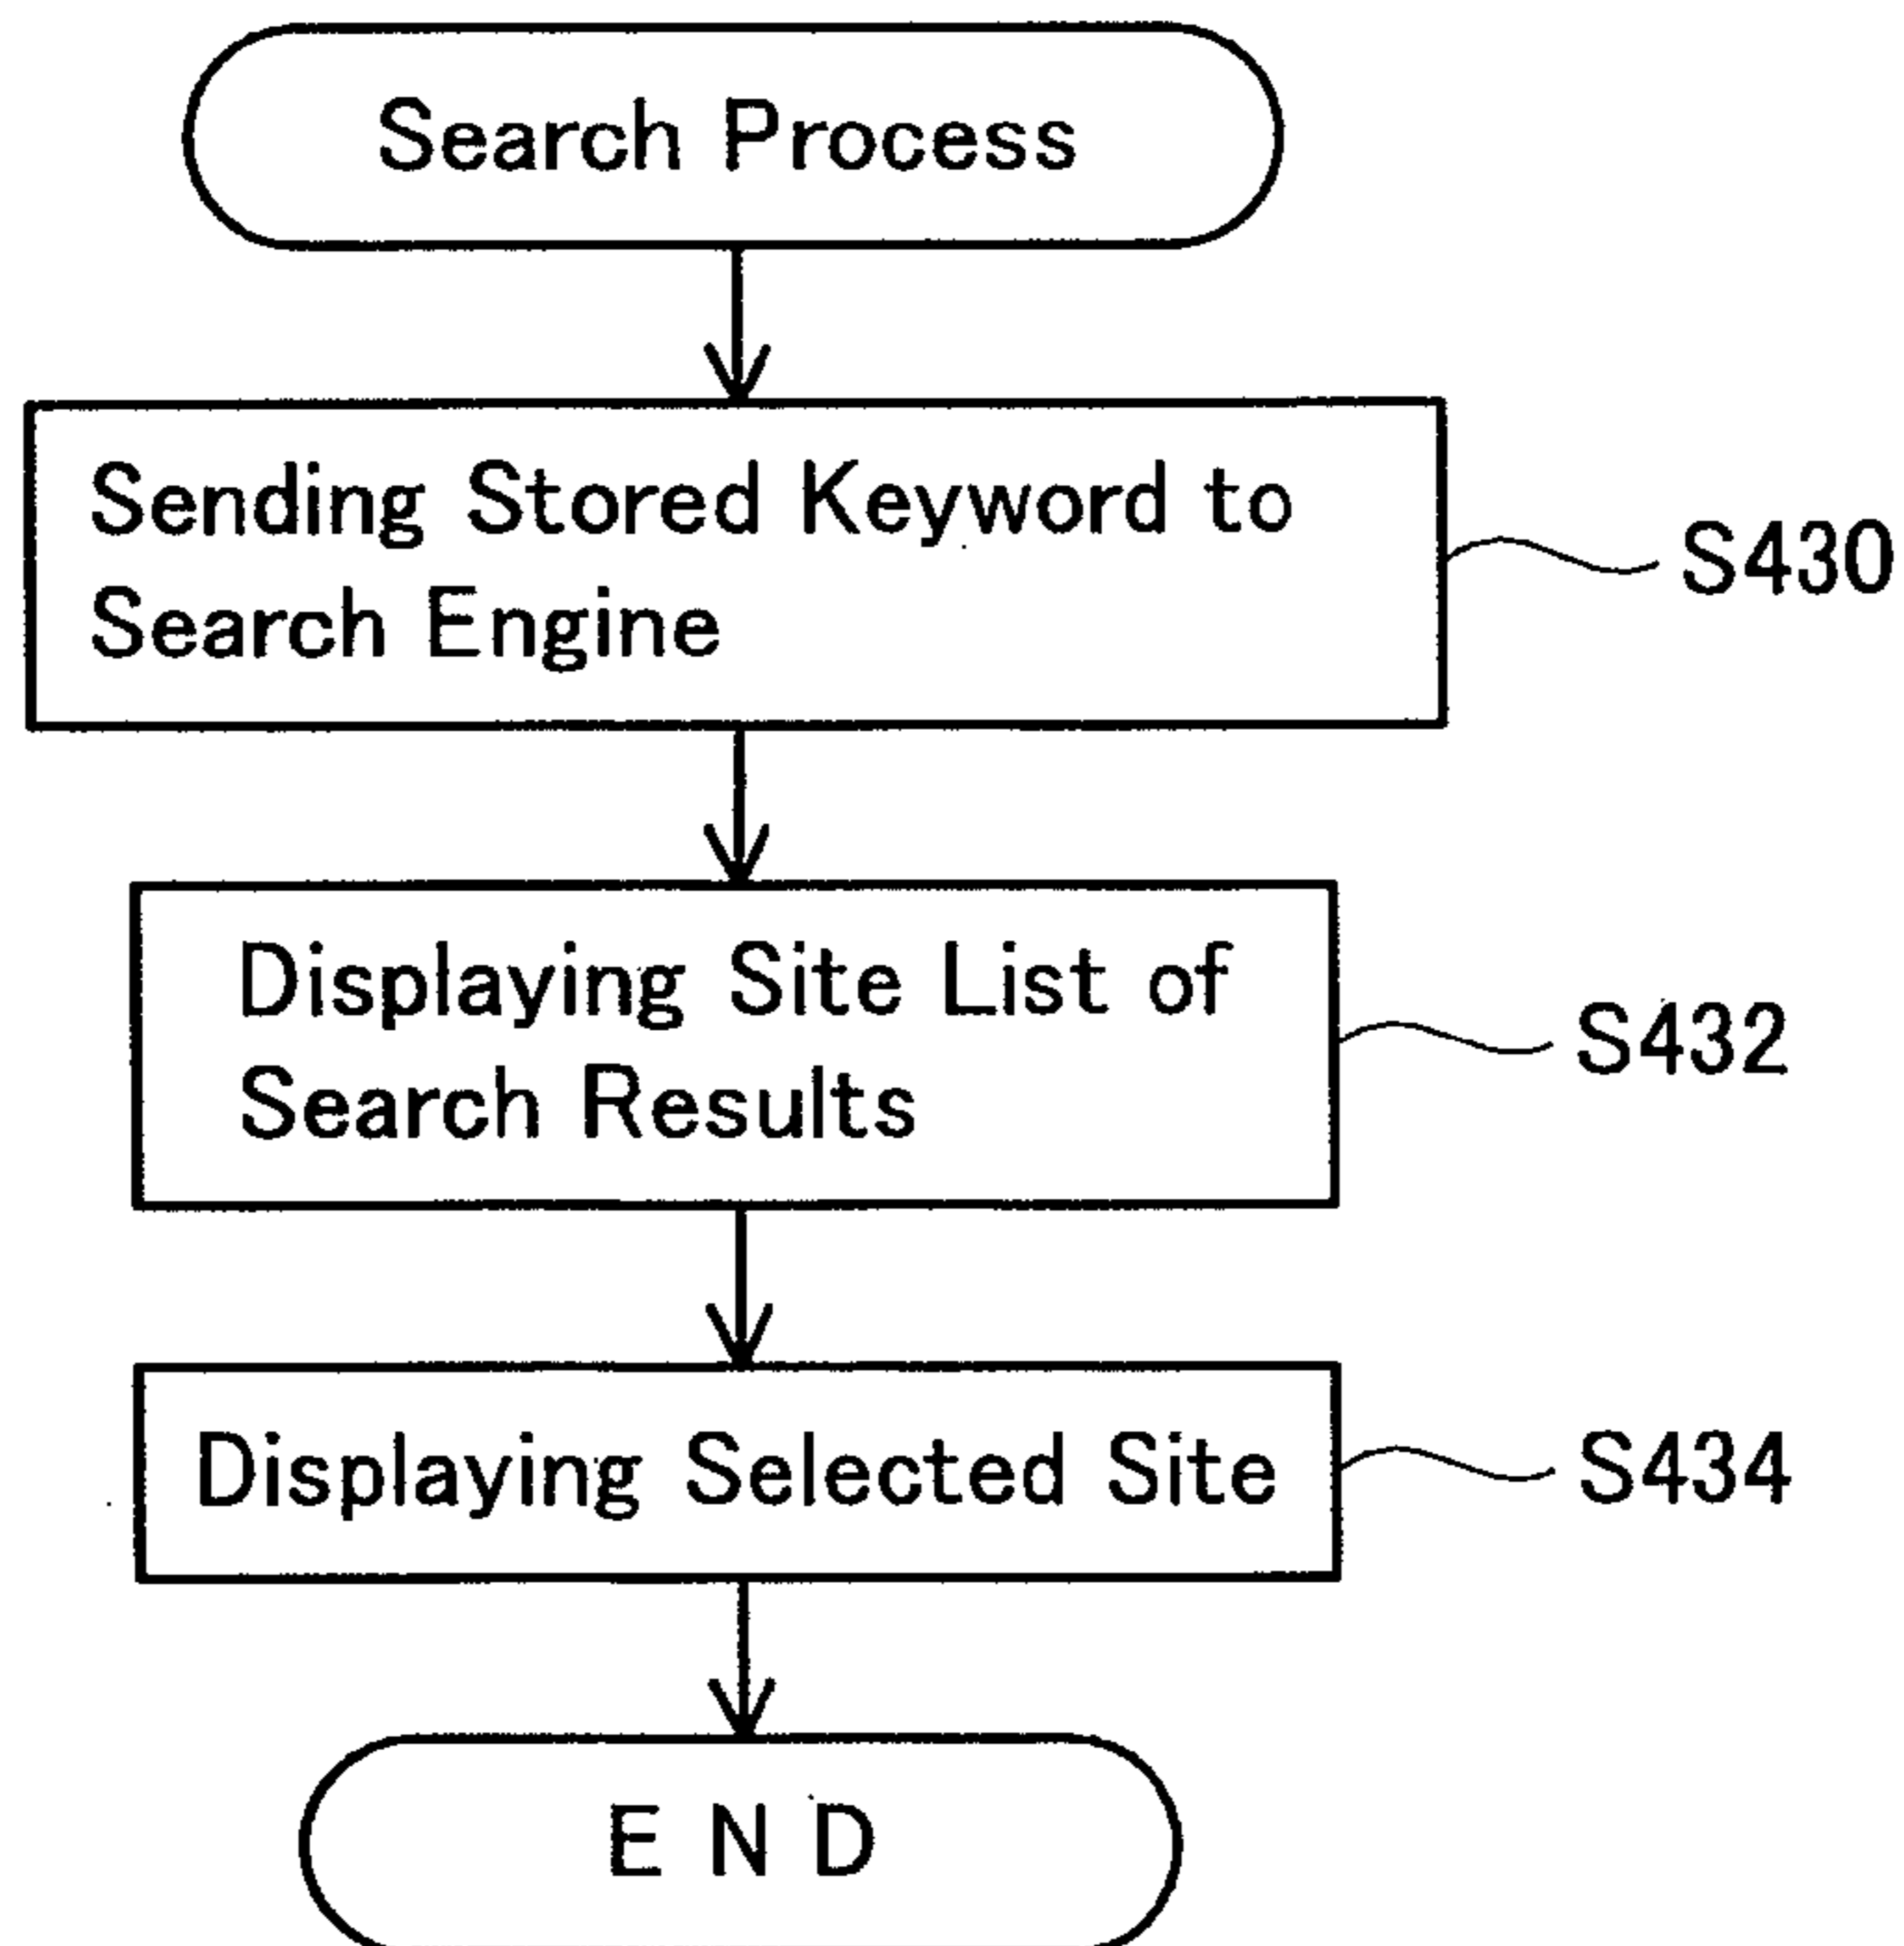 Search Process
Sending Stored Keyword to
Search Engine
S430
Displaying Site List of
Search Results
S432
Displaying Selected Site
S434
END